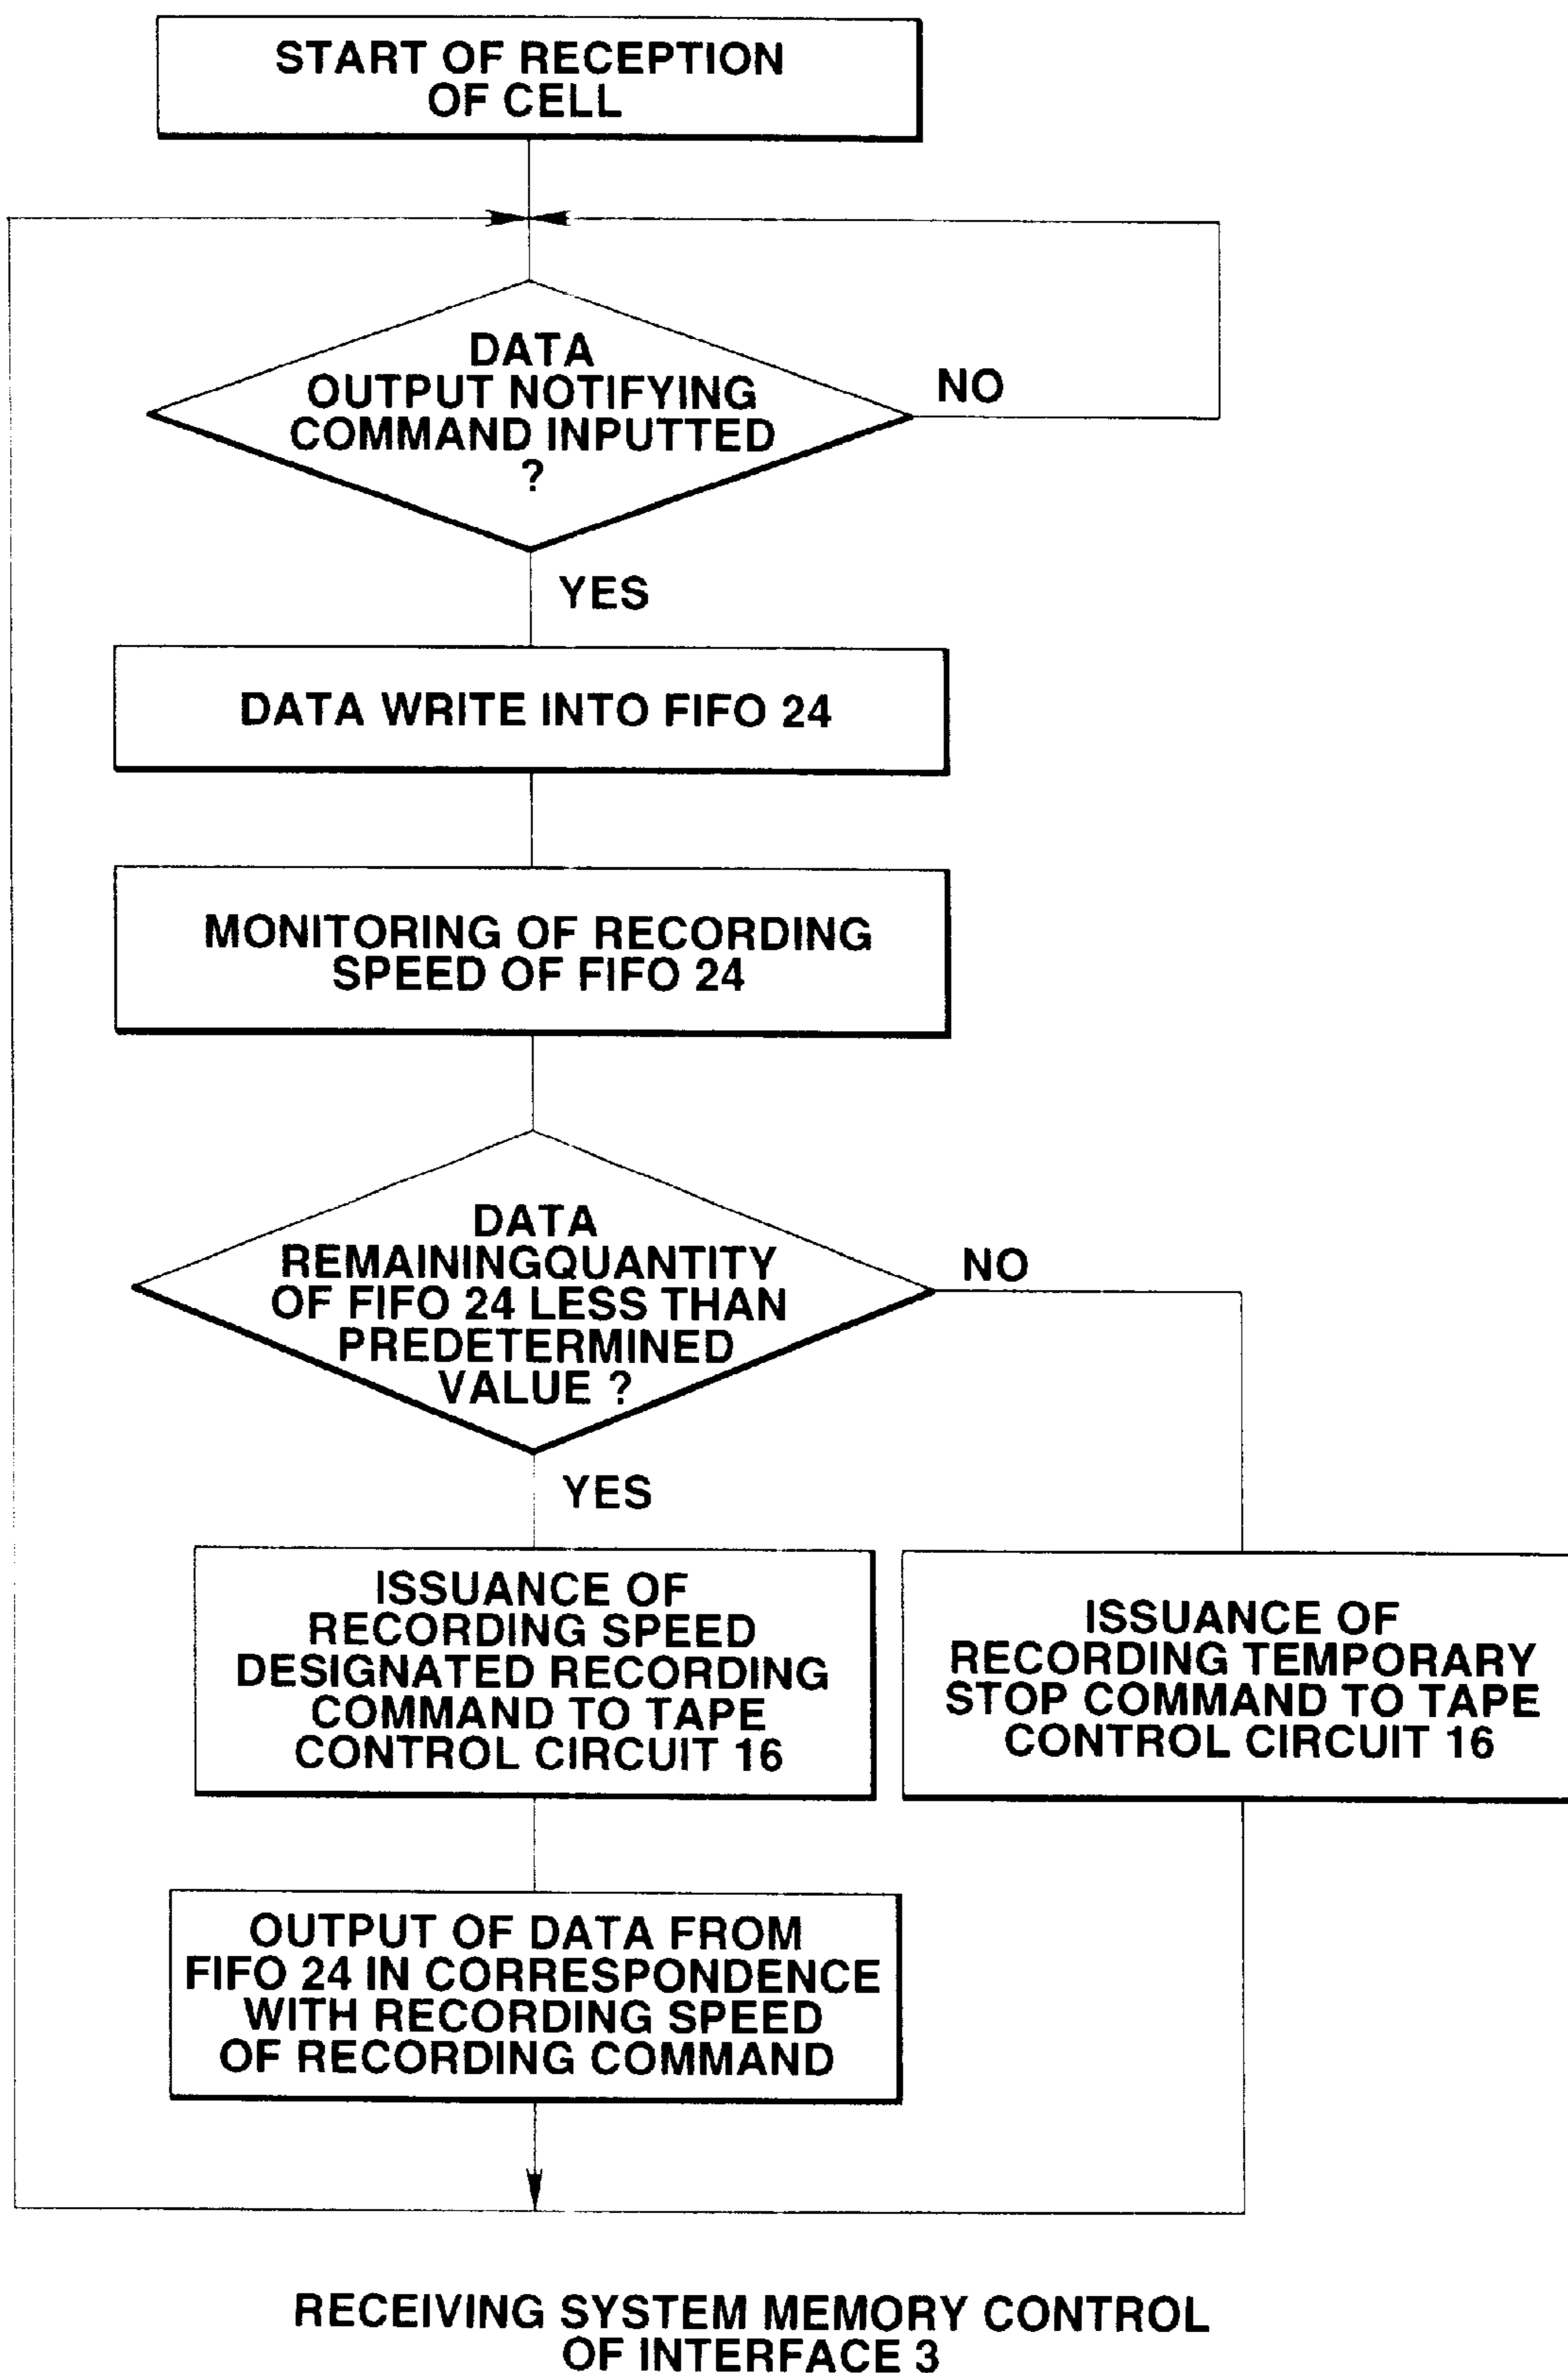 START OF RECEPTION
OF CELL
DATA
OUTPUT NOTIFYING
COMMAND INPUTTED
?
NO
YES
DATA WRITE INTO FIFO 24
MONITORING OF RECORDING
SPEED OF FIFO 24
DATA
REMAININGQUANTITY
OF FIFO 24 LESS THAN
PREDETERMINED
VALUE ?
NO
YES
ISSUANCE OF
RECORDING SPEED
DESIGNATED RECORDING
COMMAND TO TAPE
CONTROL CIRCUIT 16
ISSUANCE OF
RECORDING TEMPORARY
STOP COMMAND TO TAPE
CONTROL CIRCUIT 16
OUTPUT OF DATA FROM
FIFO 24 IN CORRESPONDENCE
WITH RECORDING SPEED
OF RECORDING COMMAND
RECEIVING SYSTEM MEMORY CONTROL
OF INTERFACE 3